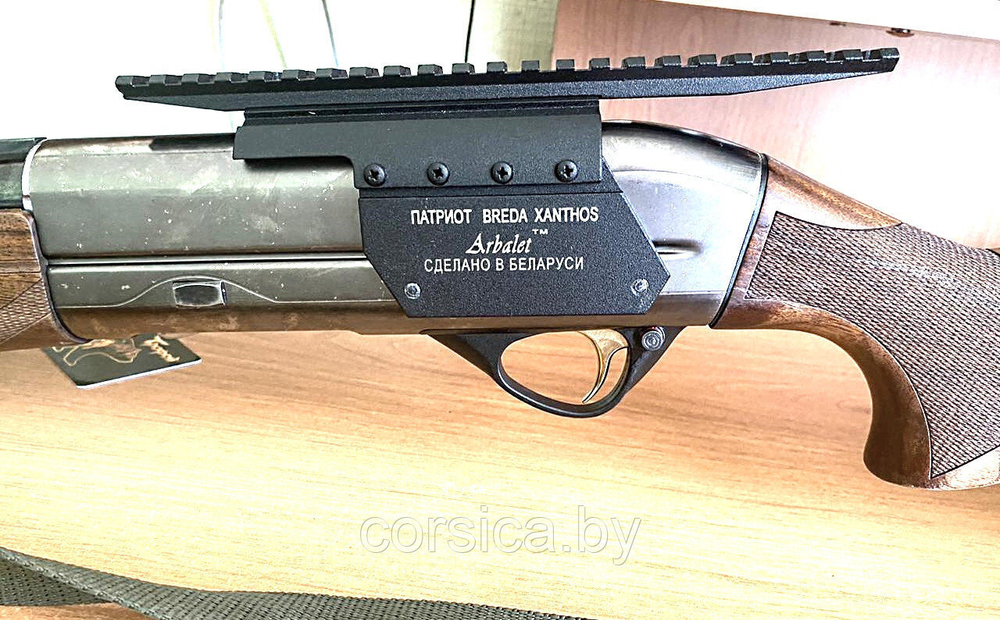 ПАТРИОТ BREDA XANTHOS
Arbalet™
СДЕЛАНО В БЕЛАРУСИ
corsica.by